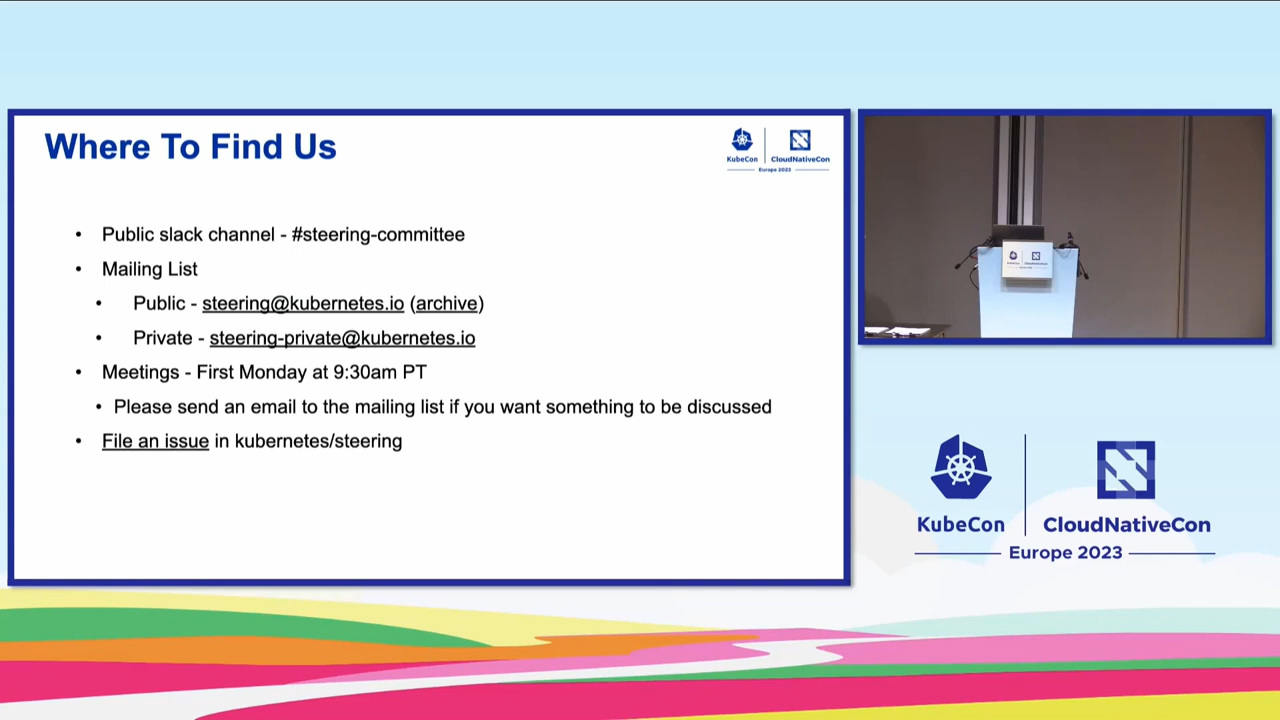 Where To Find Us
KubeCon
CloudNativeCon
Europe 2023
• Public slack channel - #steering-committee
• Mailing List
• Public - steering@kubernetes.io (archive)
• Private - steering-private@kubernetes.io
• Meetings - First Monday at 9:30am PT
• Please send an email to the mailing list if you want something to be discussed
• File an issue in kubernetes/steering
KubeCon
CloudNativeCon
KubeCon
CloudNativeCon
Europe 2023